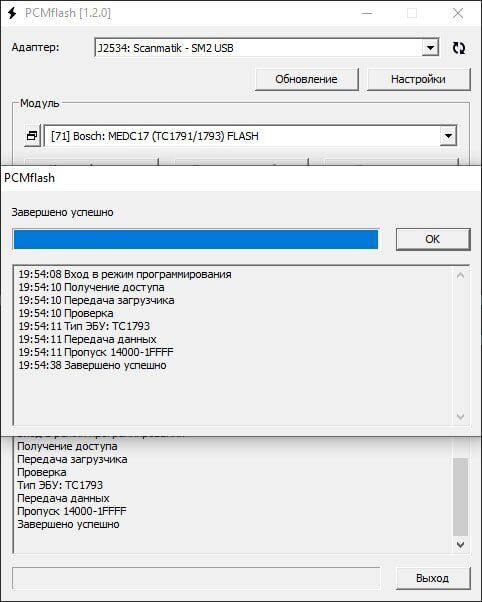 PCMflash [1.2.0]
Адаптер: J2534: Scanmatik - SM2 USB
Обновление Настройки
Модуль
[71] Bosch: MEDC17 (TC1791/1793) FLASH
PCMflash
Завершено успешно
OK
19:54:08 Вход в режим программирования
19:54:10 Получение доступа
19:54:10 Передача загрузчика
19:54:10 Проверка
19:54:11 Тип ЭБУ: TC1793
19:54:11 Передача данных
19:54:11 Пропуск 14000-1FFFF
19:54:38 Завершено успешно
Получение доступа
Передача загрузчика
Проверка
Тип ЭБУ: TC1793
Передача данных
Пропуск 14000-1FFFF
Завершено успешно
Выход